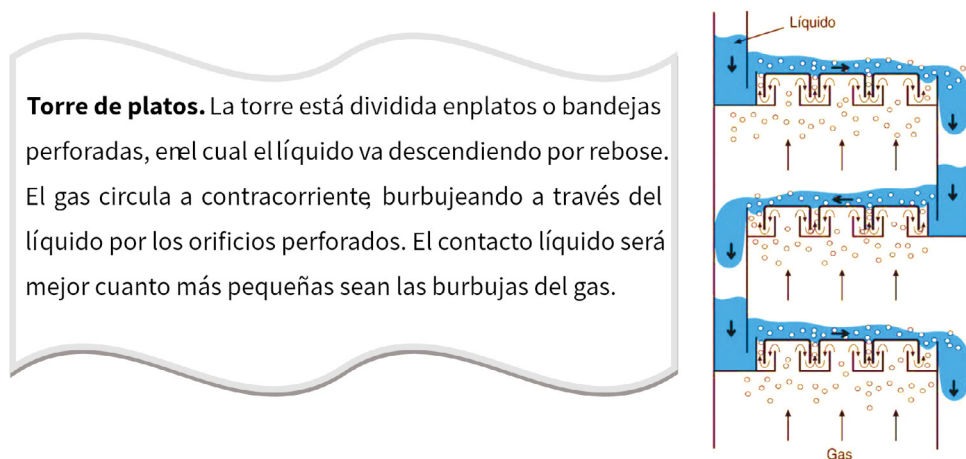 Torre de platos. La torre está dividida enplatos o bandejas
perforadas, enel cual el líquido va descendiendo por rebose.
El gas circula a contracorriente, burbujeando a través del
líquido por los orificios perforados. El contacto líquido será
mejor cuanto más pequeñas sean las burbujas del gas.
Líquido
Gas